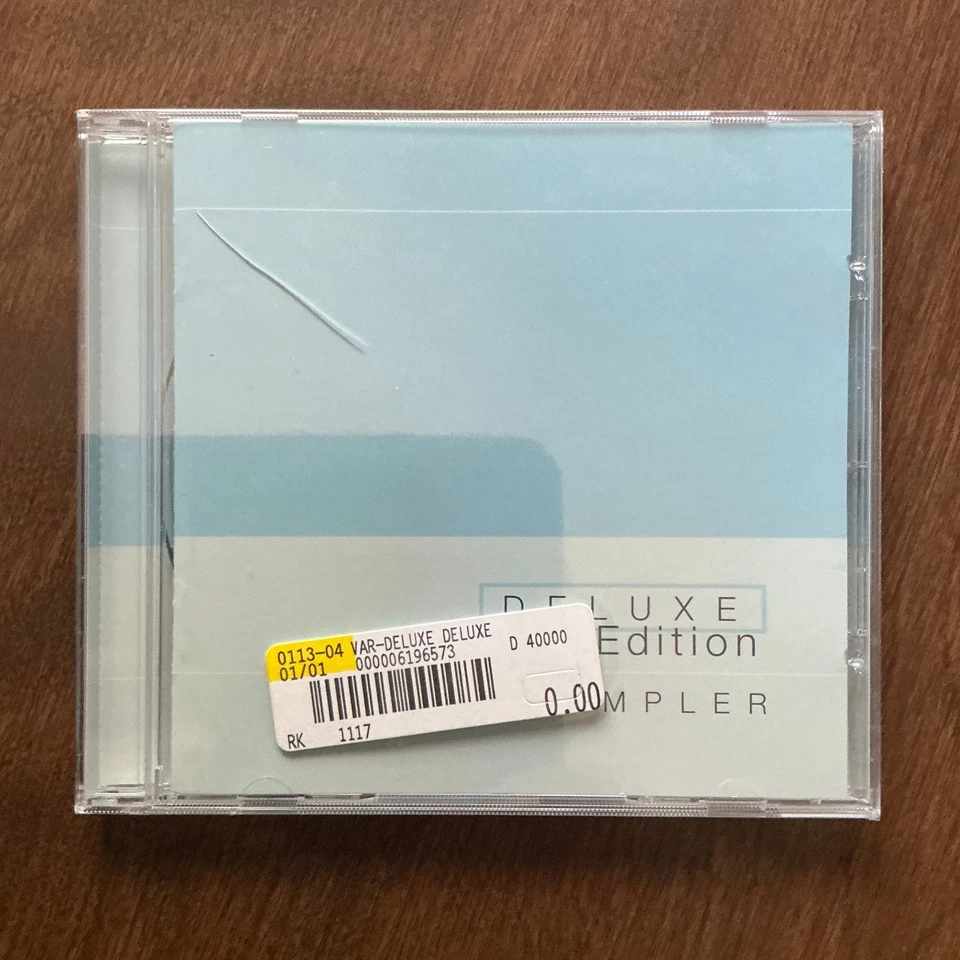 DELUXE
Edition
MPLER
0113-04 VAR-DELUXE DELUXE D 40000
01/01 000006196573
0.00
RK 1117